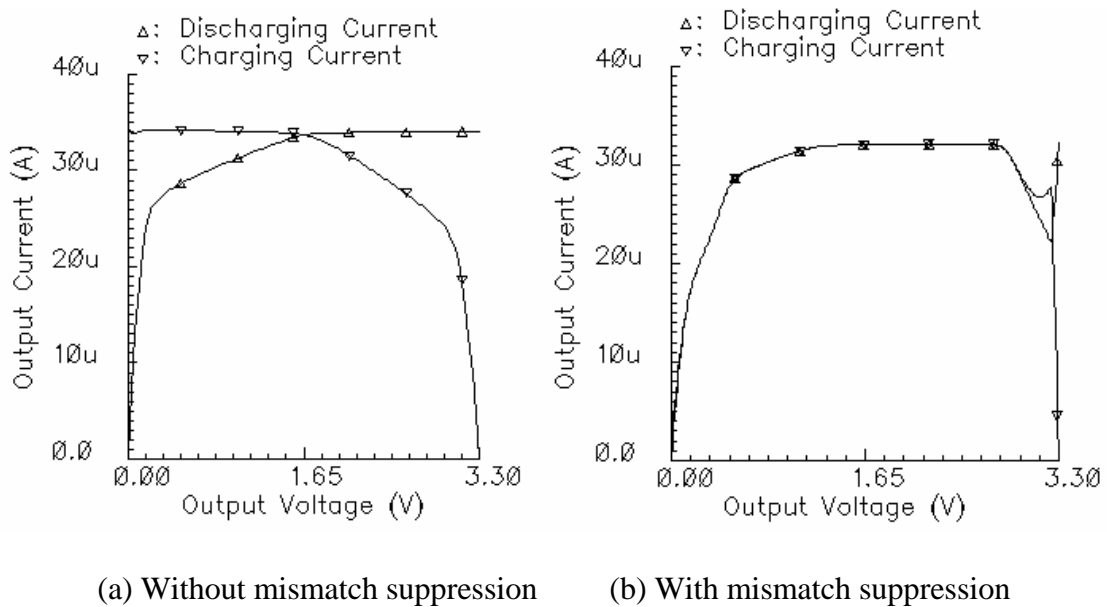 △: Discharging Current
▽: Charging Current
40u
30u
20u
10u
0.0
Output Current (A)
0.00 1.65 3.30
Output Voltage (V)
△: Discharging Current
▽: Charging Current
40u
30u
20u
10u
0.0
Output Current (A)
0.00 1.65 3.30
Output Voltage (V)
(a) Without mismatch suppression (b) With mismatch suppression